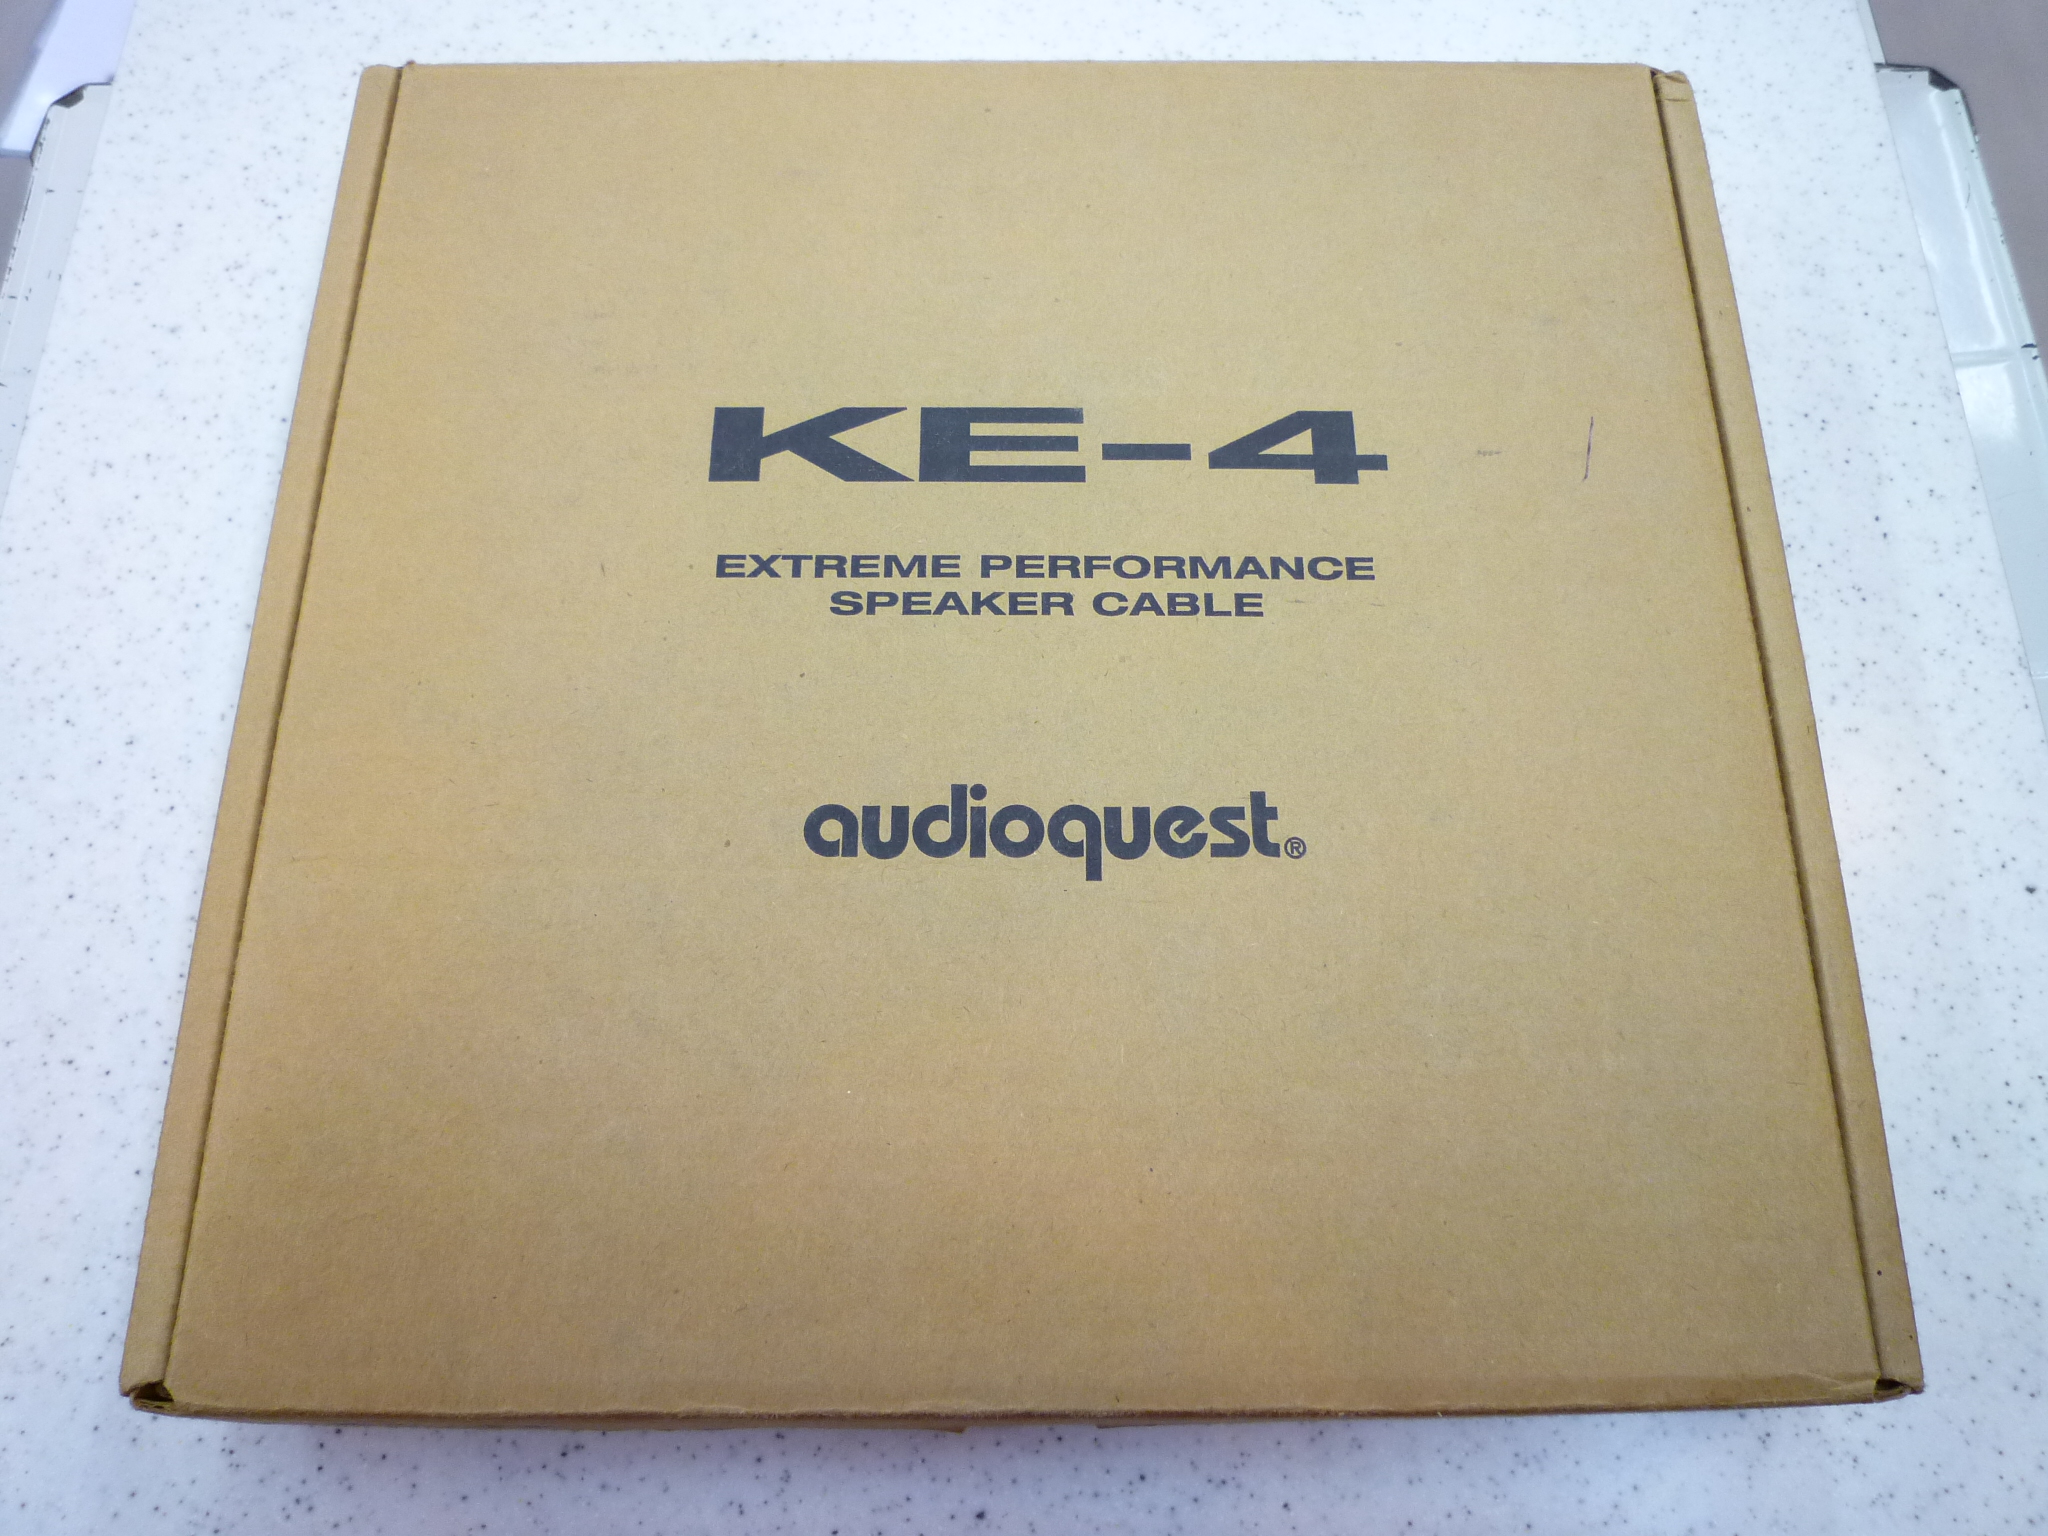 KE-4
EXTREME PERFORMANCE
SPEAKER CABLE
audioquest®